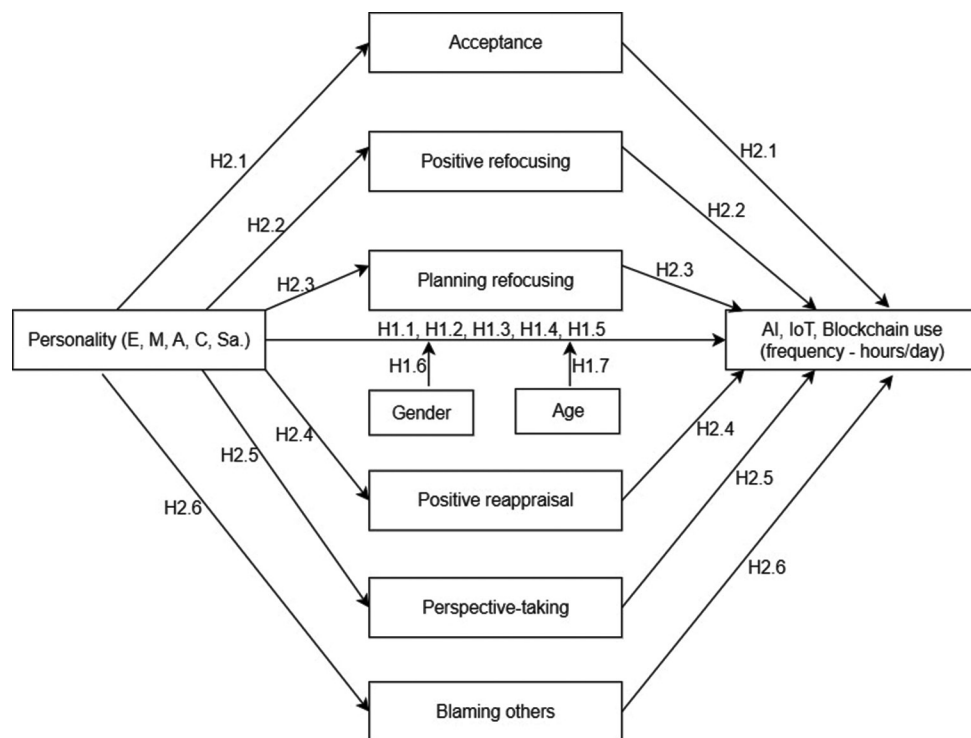 Acceptance
H2.1
H2.1
Positive refocusing
H2.2
H2.2
Planning refocusing
H2.3
H2.3
Personality (E, M, A, C, Sa.)
H1.1, H1.2, H1.3, H1.4, H1.5
AI, IoT, Blockchain use
(frequency - hours/day)
H1.6
H1.7
Gender
Age
H2.4
H2.4
H2.5
H2.5
Positive reappraisal
H2.6
H2.6
Perspective-taking
Blaming others